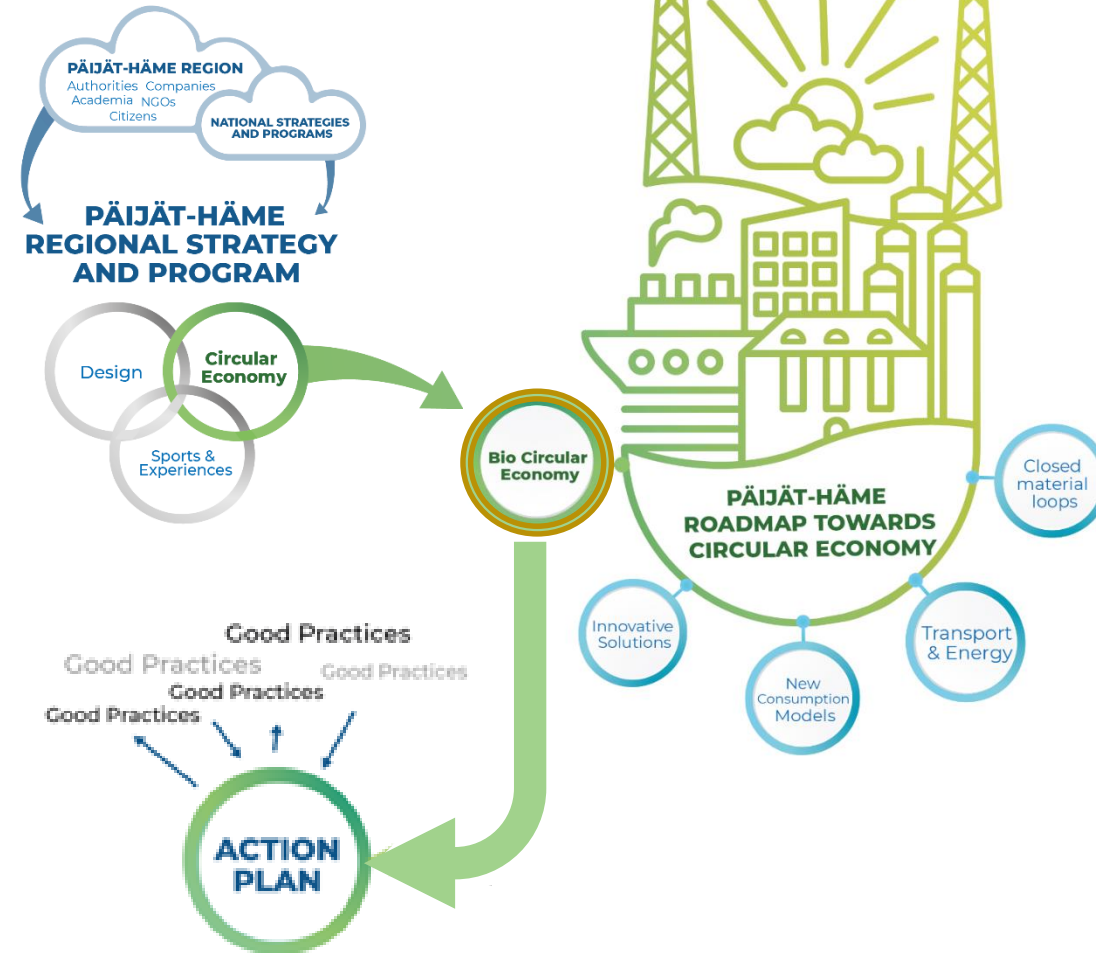 PÄIJÄT-HÄME REGION
Authorities Companies
Academia NGOs
Citizens
NATIONAL STRATEGIES
AND PROGRAMS
PÄIJÄT-HÄME
REGIONAL STRATEGY
AND PROGRAM
Design
Circular
Economy
Sports &
Experiences
Bio Circular
Economy
PÄIJÄT-HÄME
ROADMAP TOWARDS
CIRCULAR ECONOMY
Closed
material
loops
Innovative
Solutions
New
Consumption
Models
Transport
& Energy
Good Practices
Good Practices
Good Practices
Good Practices
Good Practices
ACTION
PLAN